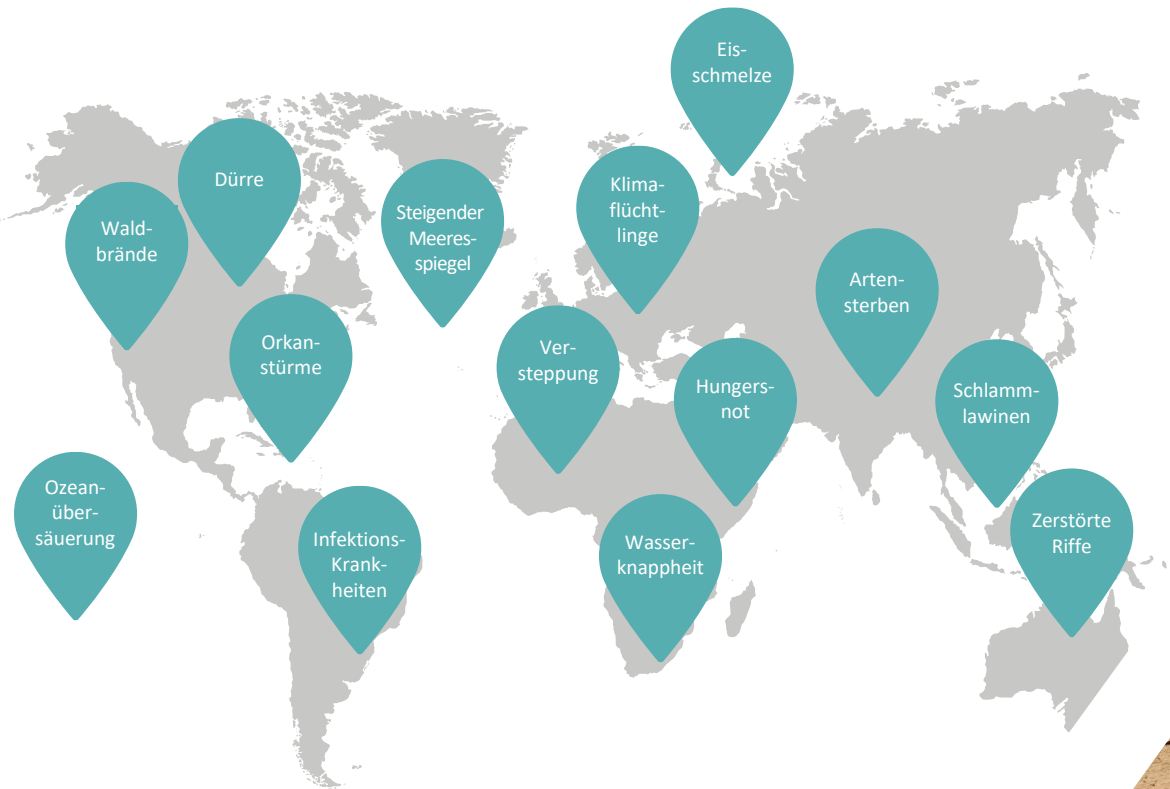 Eis-
schmelze
Dürre
Klima-
flücht-
linge
Steigender
Meeres-
spiegel
Wald-
brände
Arten-
sterben
Orkan-
stürme
Ver-
steppung
Hungers-
not
Schlamm-
lawinen
Ozean-
über-
säuerung
Infektions-
Krank-
heiten
Wasser-
knappheit
Zerstörte
Riffe